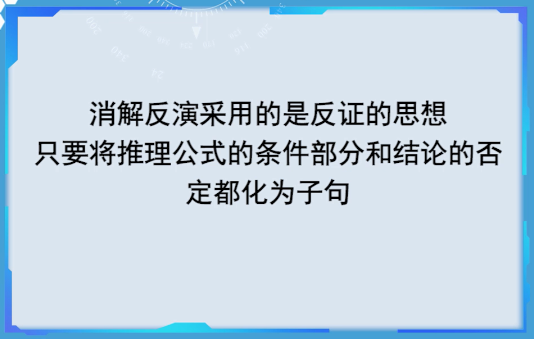 消解反演采用的是反证的思想
只要将推理公式的条件部分和结论的否
定都化为子句